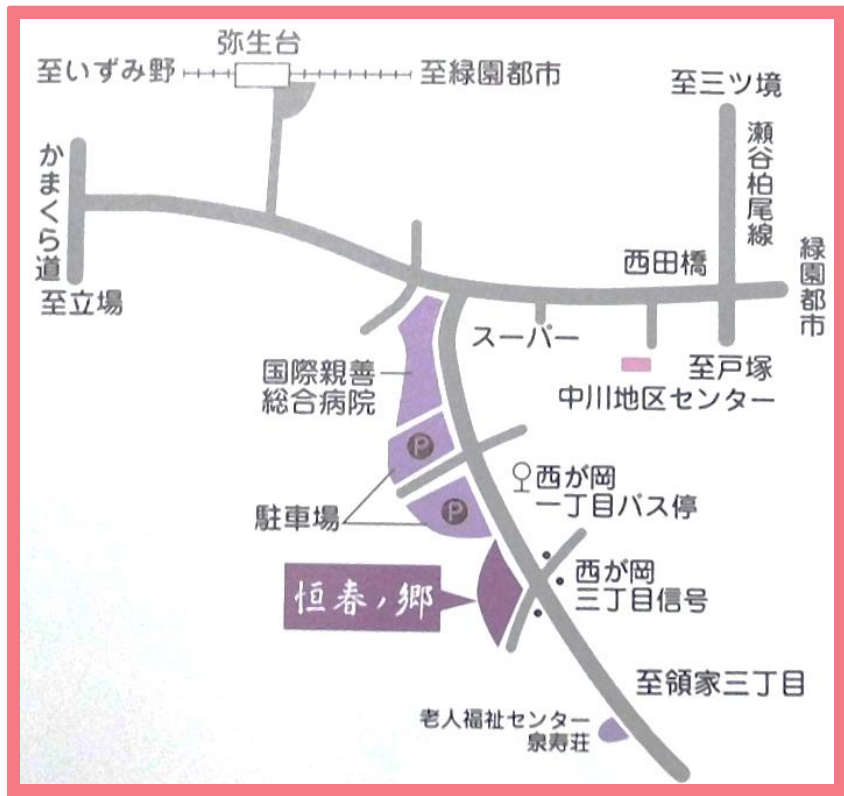 弥生台
至いずみ野
至緑園都市
至三ツ境
瀬谷柏尾線
かまくら道
至立場
西田橋
緑園都市
スーパー
至戸塚
中川地区センター
国際親善
総合病院
P
西が岡
一丁目バス停
駐車場
P
西が岡
三丁目信号
恒春ノ郷
至領家三丁目
老人福祉センター
泉寿荘